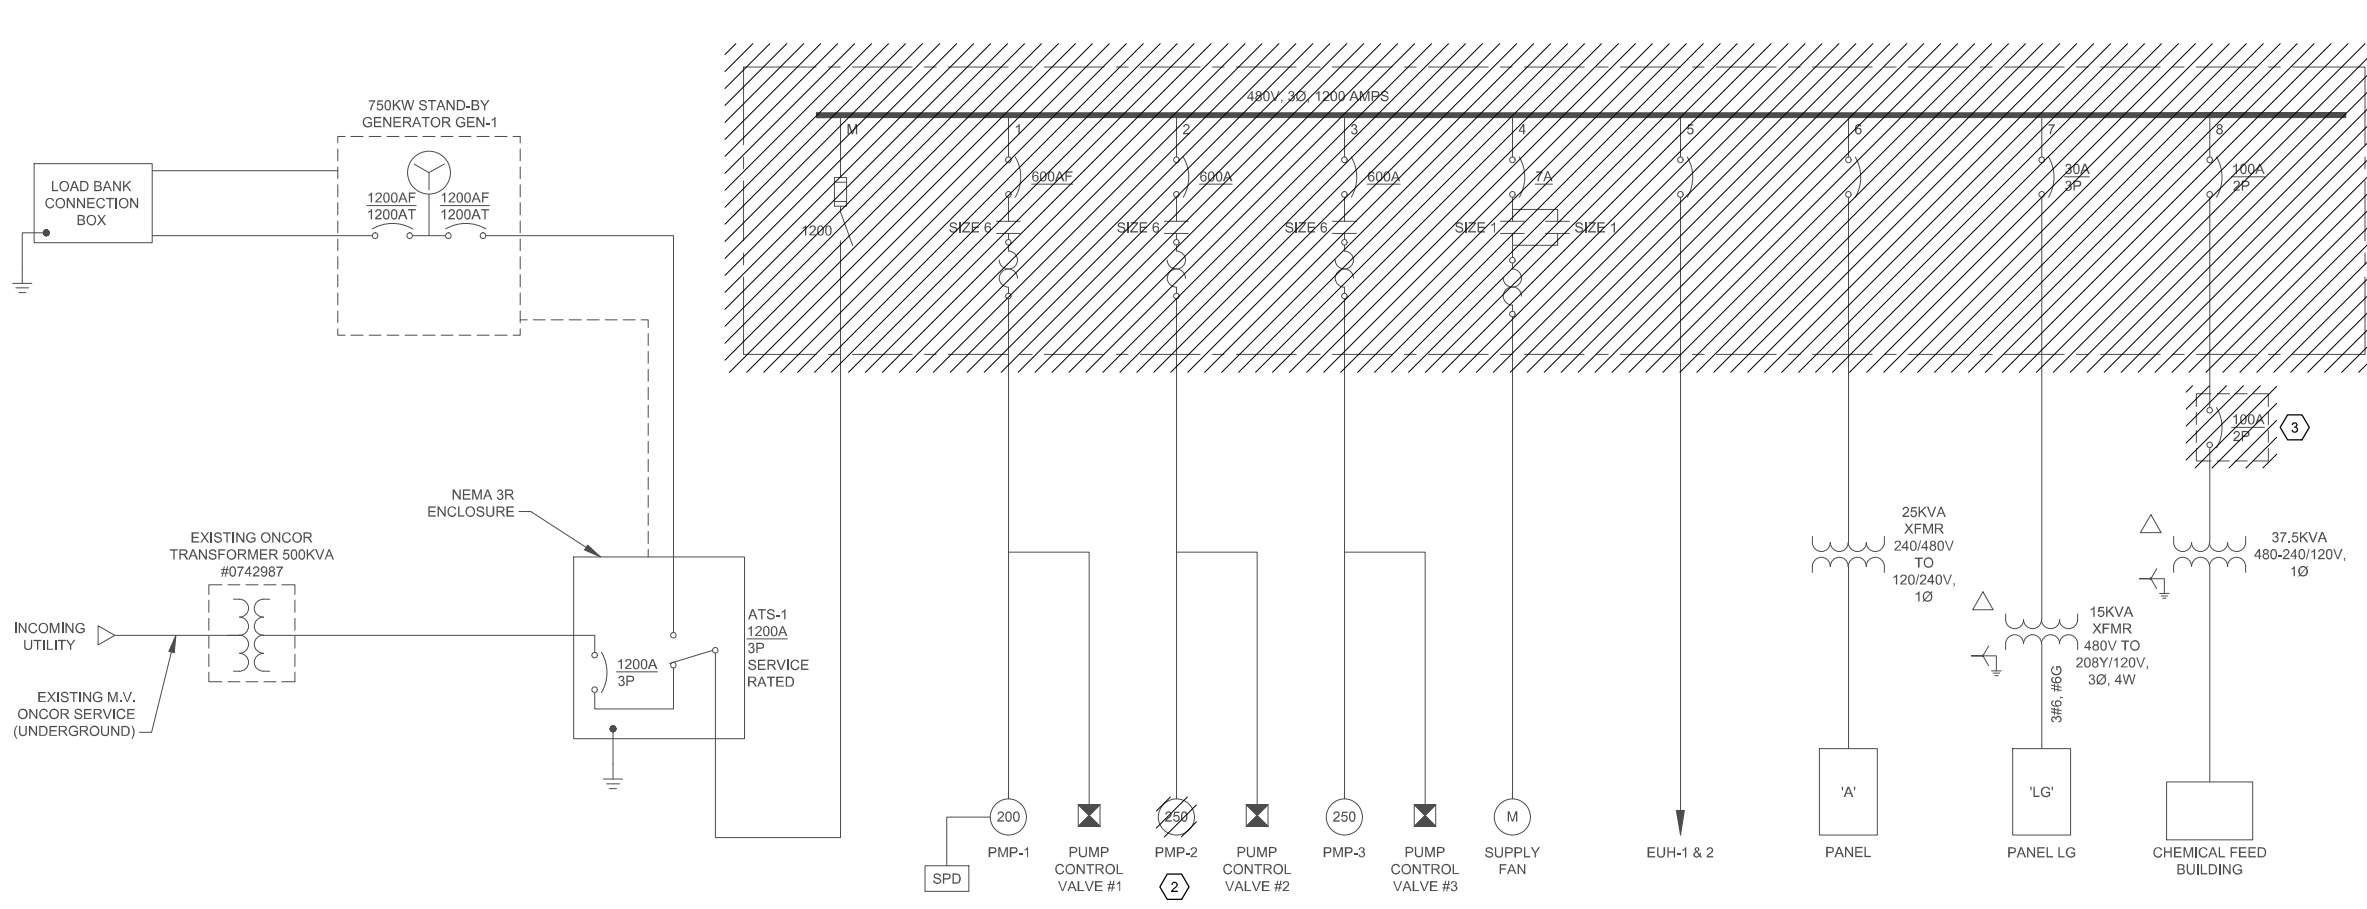 480V, 3Ø, 1200 AMPS
M
1
2
3
4
5
6
7
8
600AF
600A
600A
7A
30A
3P
100A
2P
1200
SIZE 6
SIZE 6
SIZE 6
SIZE 1
SIZE 1
750KW STAND-BY
GENERATOR GEN-1
LOAD BANK
CONNECTION
BOX
1200AF
1200AT
1200AF
1200AT
100A
2P
3
NEMA 3R
ENCLOSURE
EXISTING ONCOR
TRANSFORMER 500KVA
#0742987
INCOMING
UTILITY
EXISTING M.V.
ONCOR SERVICE
(UNDERGROUND)
1200A
3P
ATS-1
1200A
3P
SERVICE
RATED
25KVA
XFMR
240/480V
TO
120/240V,
1Ø
15KVA
XFMR
480V TO
208Y/120V,
3Ø, 4W
3#6, #6G
37.5KVA
480-240/120V,
1Ø
200
PMP-1
SPD
PUMP
CONTROL
VALVE #1
250
PMP-2
2
PUMP
CONTROL
VALVE #2
250
PMP-3
PUMP
CONTROL
VALVE #3
M
SUPPLY
FAN
EUH-1 & 2
'A'
PANEL
'LG'
PANEL LG
CHEMICAL FEED
BUILDING